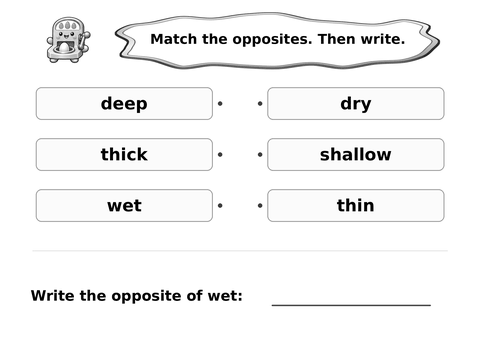 Match the opposites. Then write.
deep dry
thick shallow
wet thin
Write the opposite of wet: